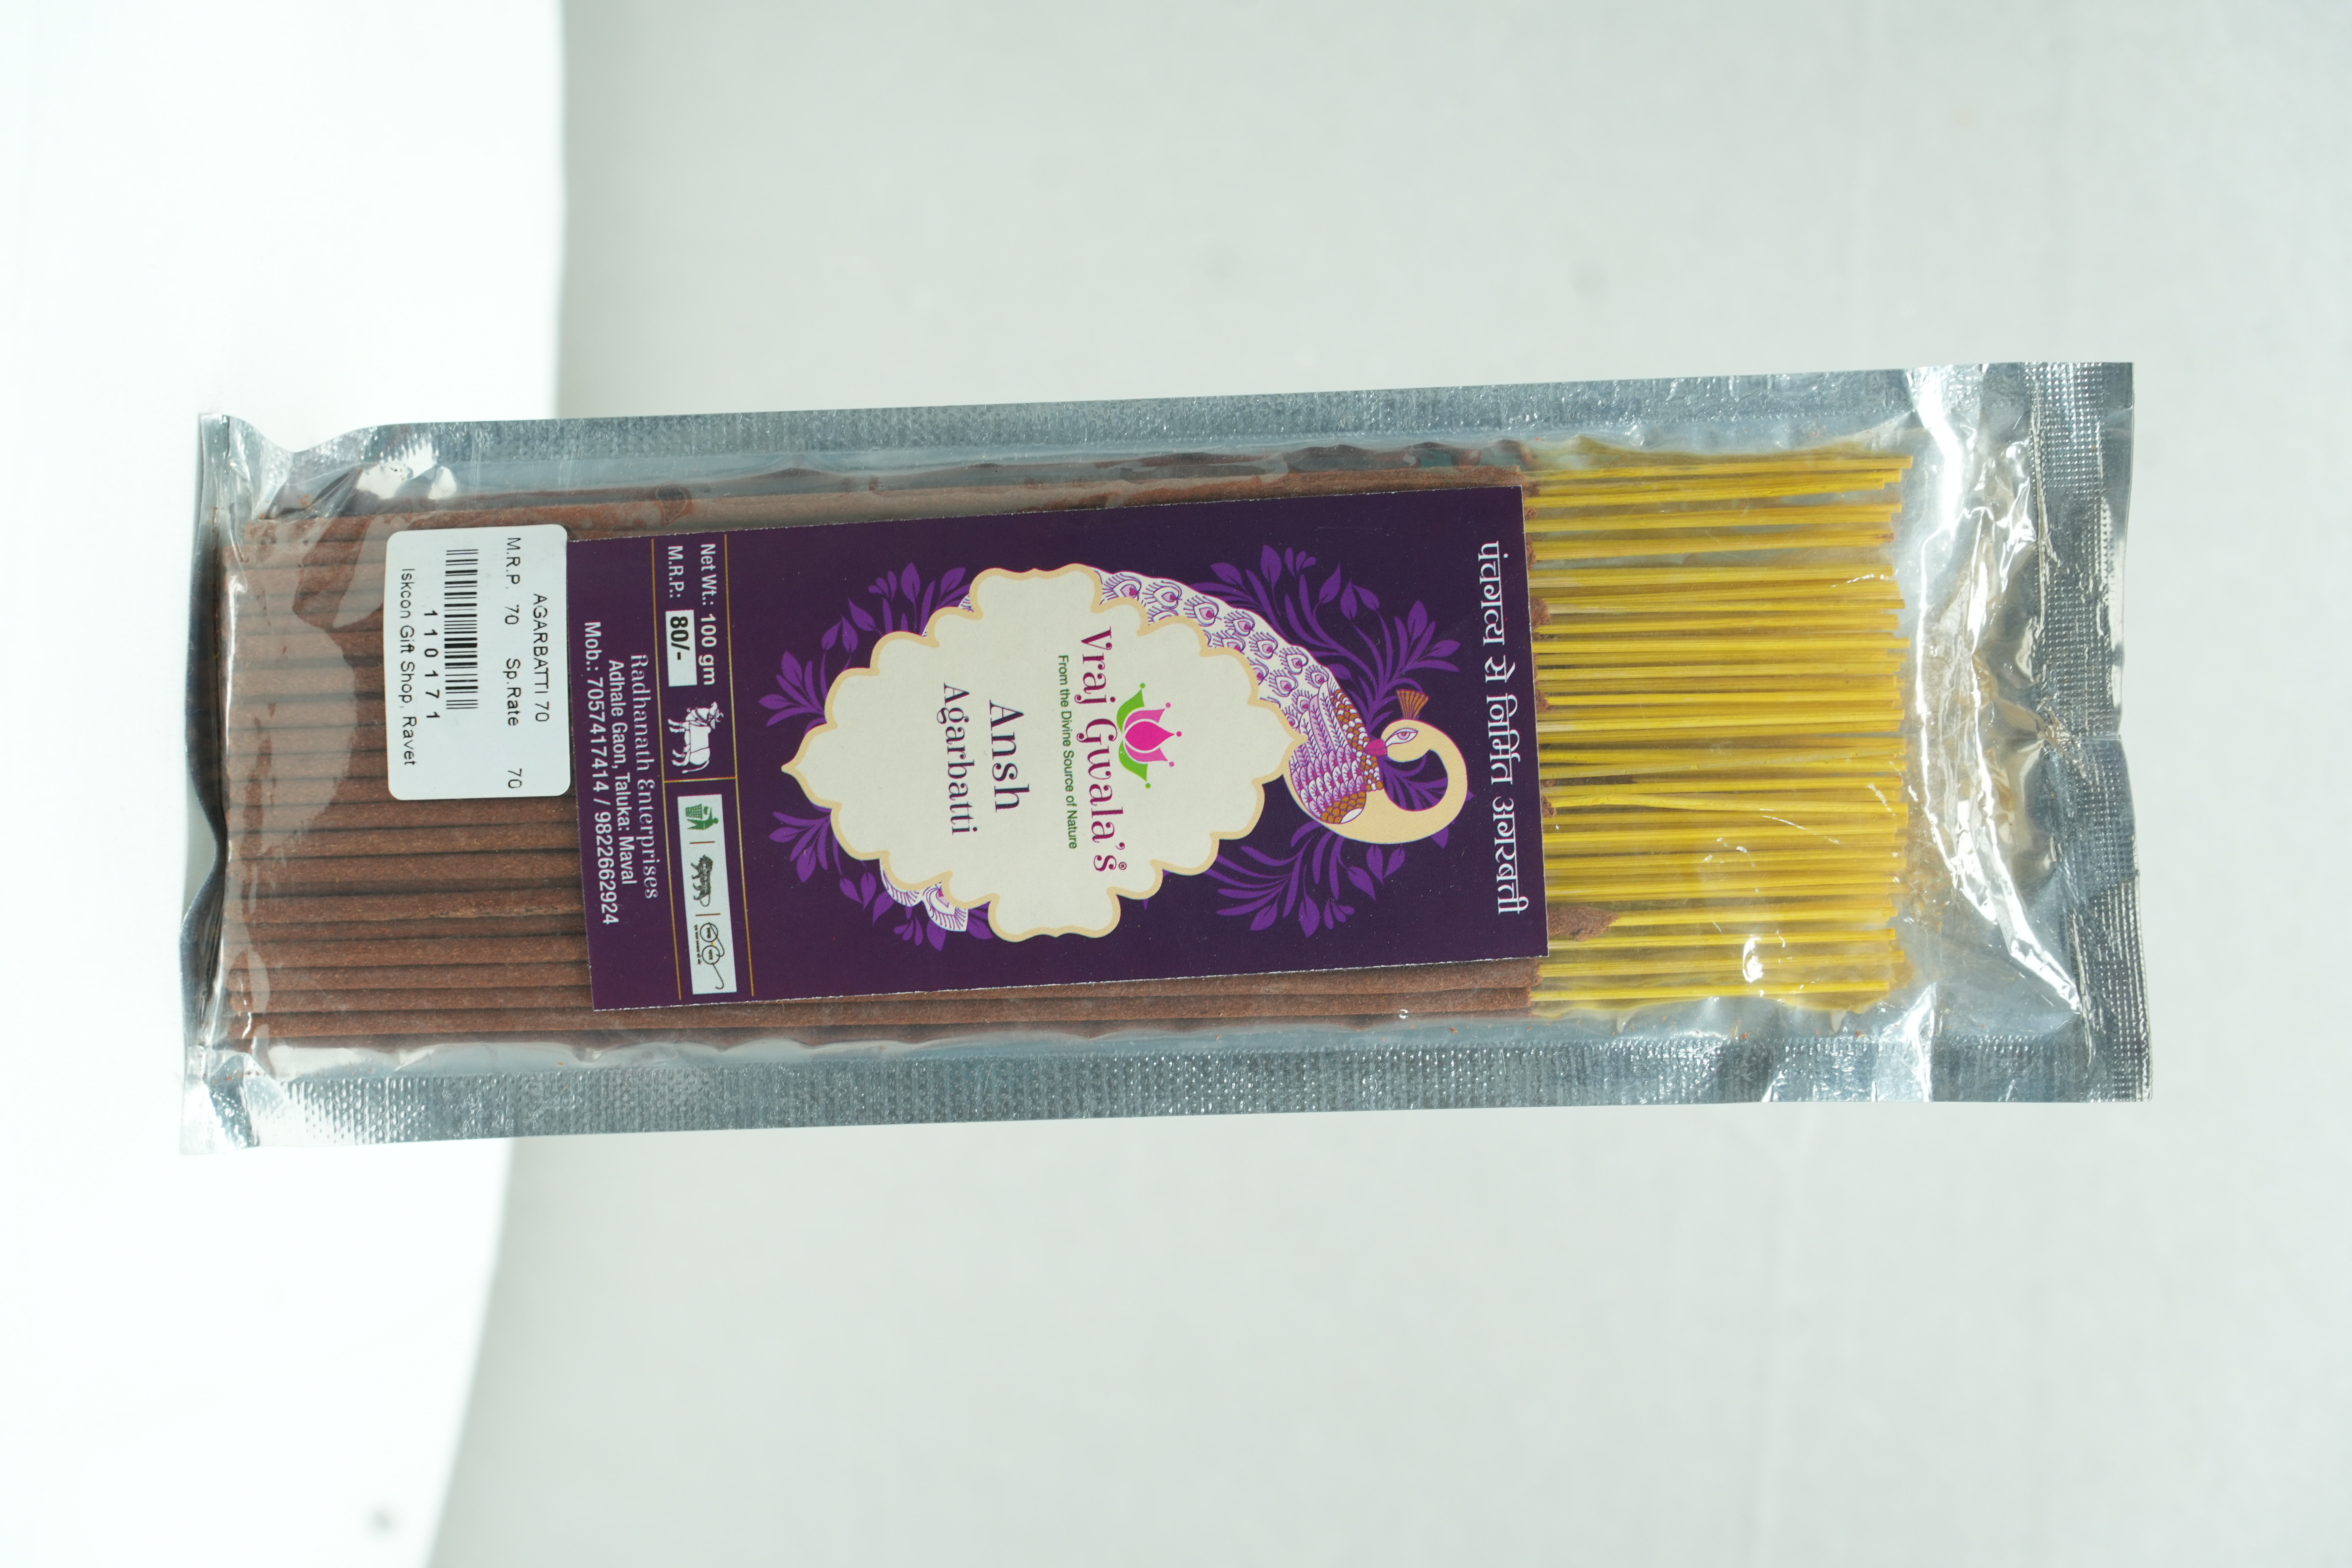 पंचगव्य से निर्मित अगरबत्ती
Vraj Gwala's®
From the Divine Source of Nature
Ansh
Agarbatti
Net Wt.: 100 gm
M.R.P.: 80/-
Radhanath Enterprises
Adhale Gaon, Taluka: Maval
Mob.: 7057417414 / 9822662924
AGARBATTI 70
M.R.P. 70 Sp.Rate 70
110171
Iskcon Gift Shop, Ravet